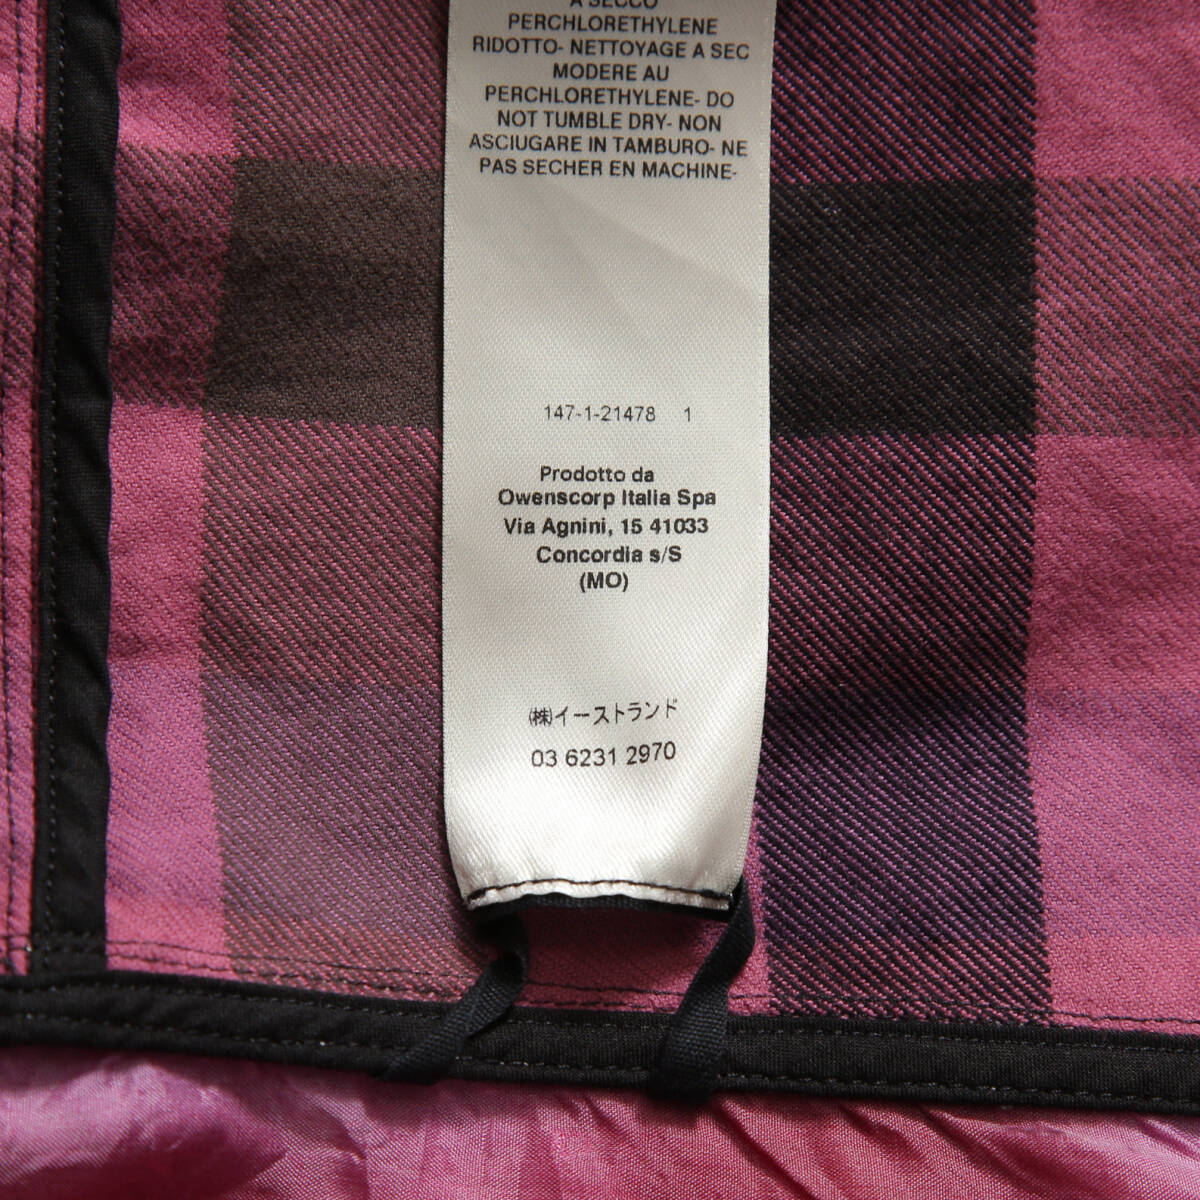 A SECCO
PERCHLORETHYLENE
RIDOTTO- NETTOYAGE A SEC
MODERE AU
PERCHLORETHYLENE- DO
NOT TUMBLE DRY- NON
ASCIUGARE IN TAMBURO- NE
PAS SECHER EN MACHINE-
147-1-21478 1
Prodotto da
Owenscorp Italia Spa
Via Agnini, 15 41033
Concordia s/S
(MO)
㈱イーストランド
03 6231 2970